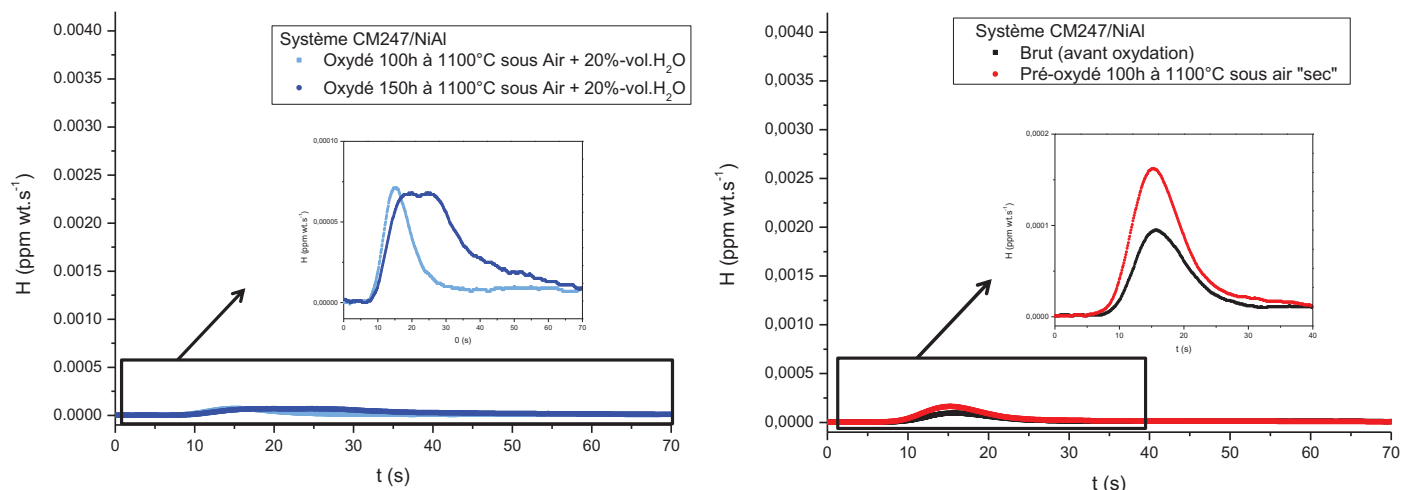 0.0040
0.0035
0.0030
0.0025
0.0020
0.0015
0.0010
0.0005
0.0000
H (ppm wt.s-1)
Système CM247/NiAl
Oxydé 100h à 1100°C sous Air + 20%-vol.H2O
Oxydé 150h à 1100°C sous Air + 20%-vol.H2O
0,00010
0,00005
0,00000
H (ppm wt.s-1)
0 10 20 30 40 50 60 70
0 (s)
0 10 20 30 40 50 60 70
t (s)
0,0040
0,0035
0,0030
0,0025
0,0020
0,0015
0,0010
0,0005
0,0000
H (ppm wt.s-1)
Système CM247/NiAl
Brut (avant oxydation)
Pré-oxydé 100h à 1100°C sous air "sec"
0,0002
0,0001
0,0000
H (ppm wt.s-1)
0 10 20 30 40
t (s)
0 10 20 30 40 50 60 70
t (s)